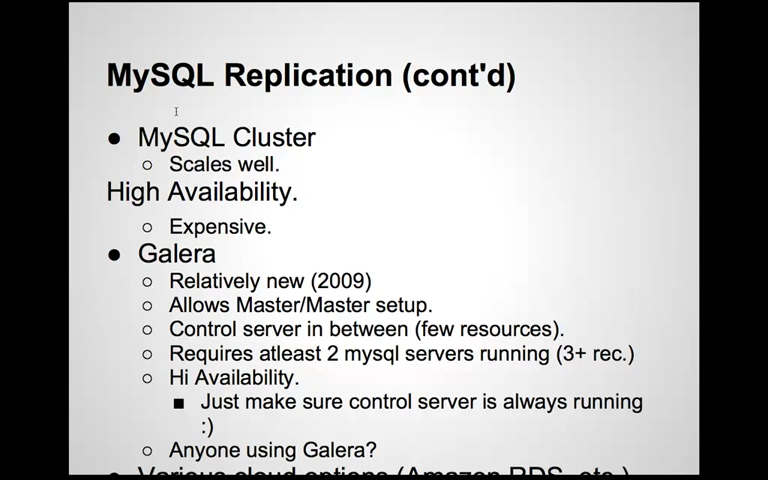 MySQL Replication (cont'd)
● MySQL Cluster
○ Scales well.
High Availability.
○ Expensive.
● Galera
○ Relatively new (2009)
○ Allows Master/Master setup.
○ Control server in between (few resources).
○ Requires atleast 2 mysql servers running (3+ rec.)
○ Hi Availability.
■ Just make sure control server is always running
:)
○ Anyone using Galera?
● Various cloud options (Amazon RDS, etc.)